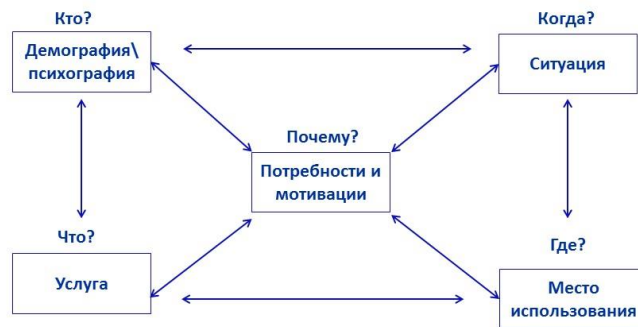 Кто?
Когда?
Демография\
психография
Ситуация
Почему?
Потребности и
мотивации
Что?
Где?
Услуга
Место
использования